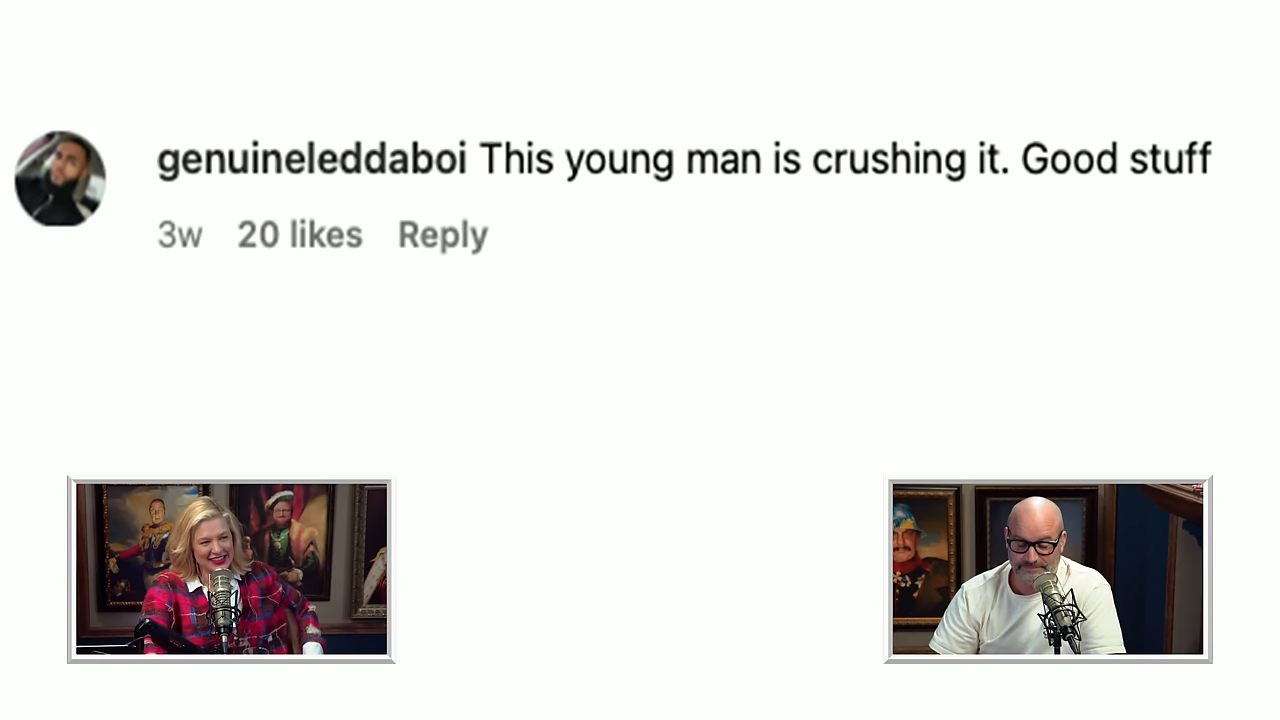 genuineleddaboi This young man is crushing it. Good stuff
3w 20 likes Reply